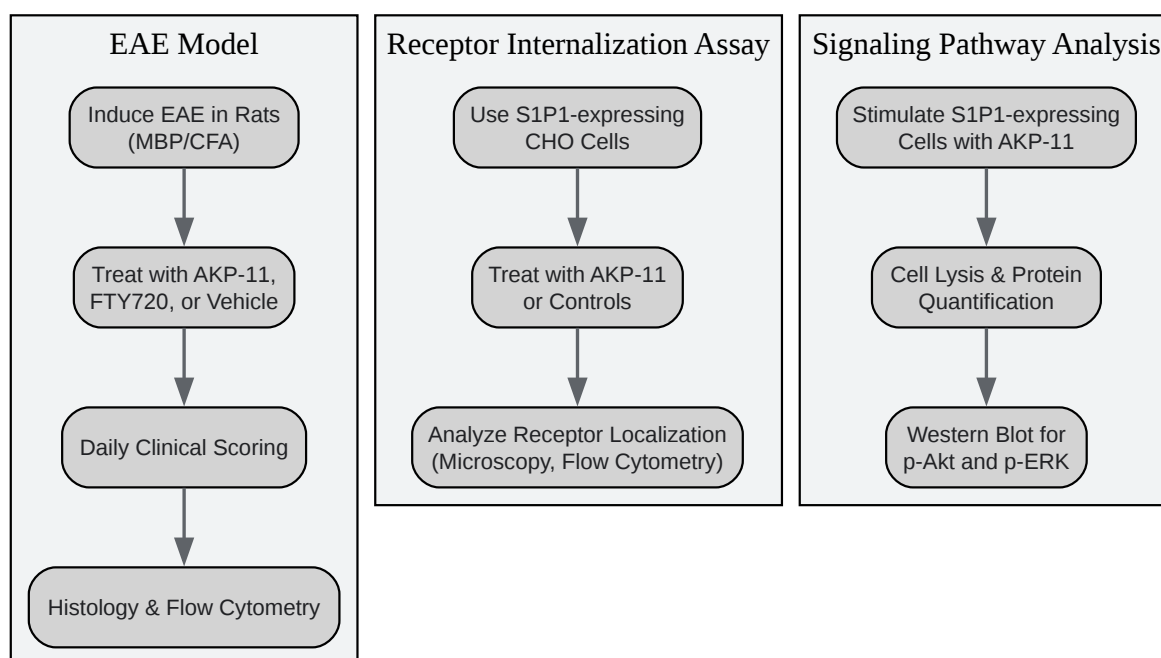 EAE Model
Induce EAE in Rats
(MBP/CFA)
Treat with AKP-11,
FTY720, or Vehicle
Daily Clinical Scoring
Histology & Flow Cytometry
Receptor Internalization Assay
Use S1P1-expressing
CHO Cells
Treat with AKP-11
or Controls
Analyze Receptor Localization
(Microscopy, Flow Cytometry)
Signaling Pathway Analysis
Stimulate S1P1-expressing
Cells with AKP-11
Cell Lysis & Protein
Quantification
Western Blot for
p-Akt and p-ERK